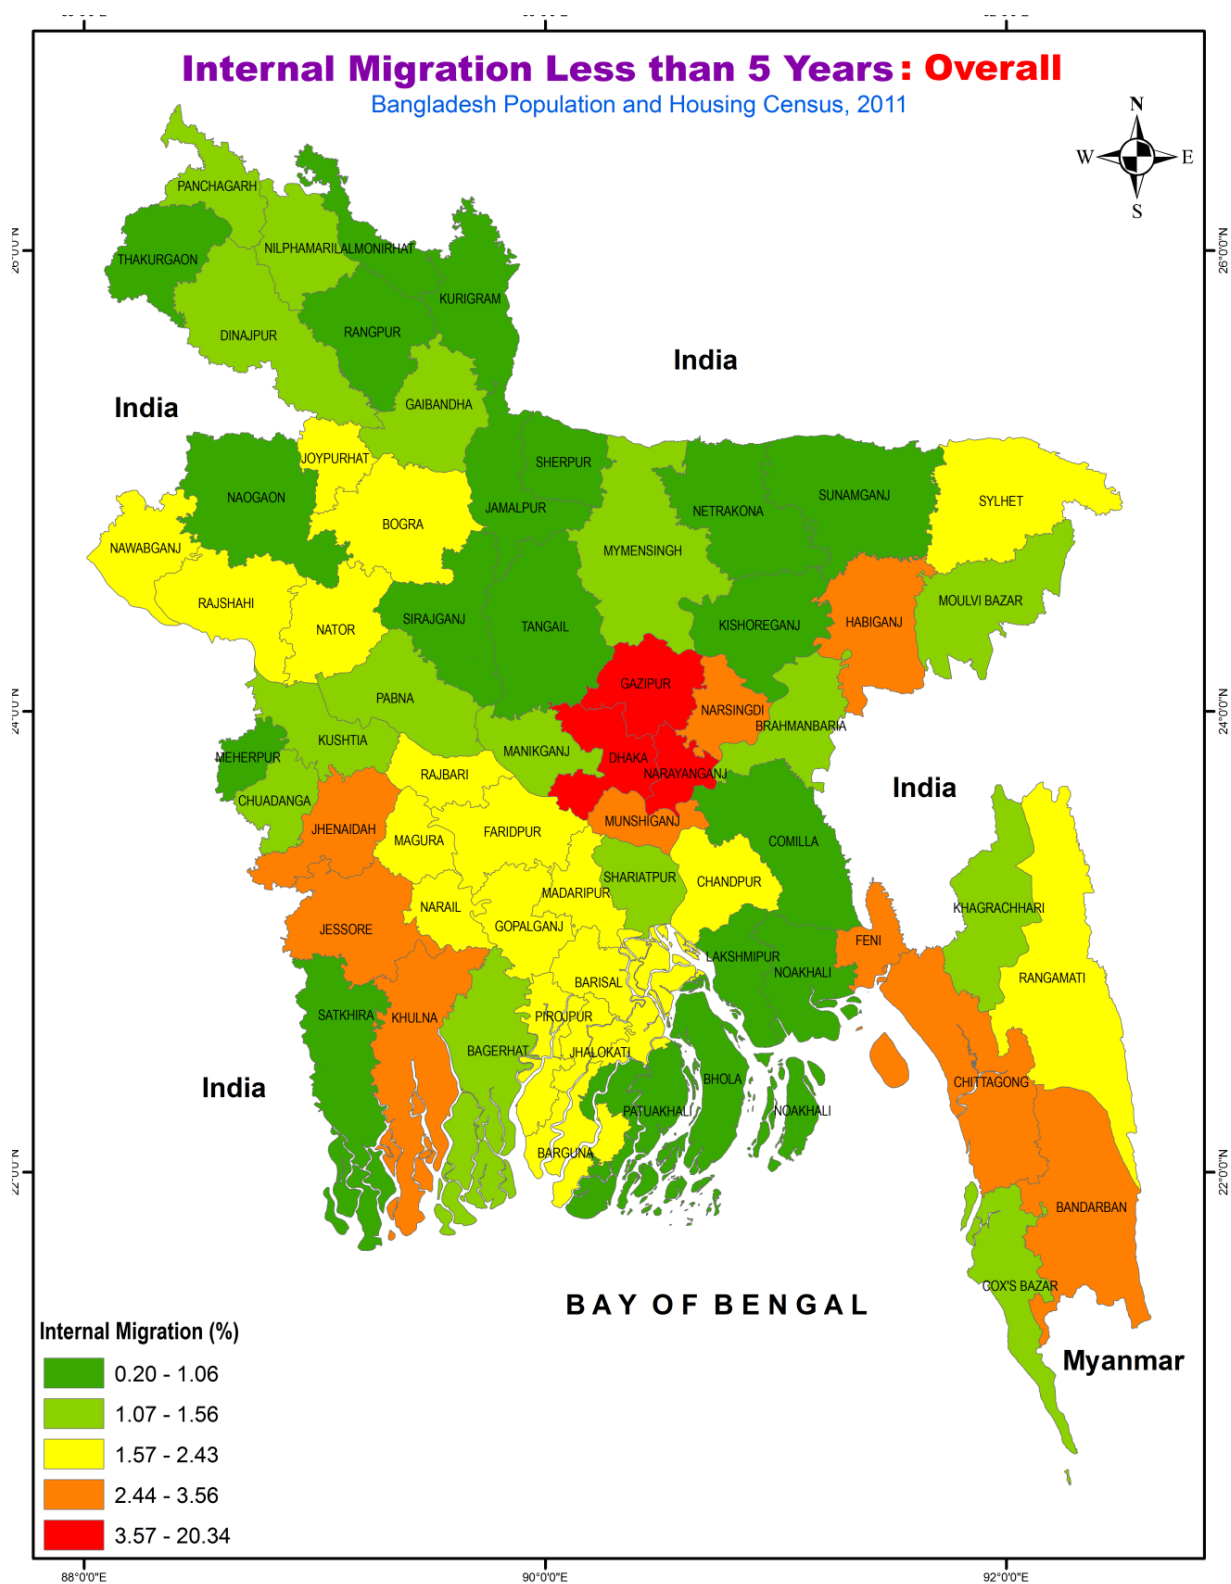 Internal Migration Less than 5 Years : Overall
Bangladesh Population and Housing Census, 2011
N
W E
S
26°0'0"N
26°0'0"N
24°0'0"N
24°0'0"N
22°0'0"N
22°0'0"N
PANCHAGARH
THAKURGAON
NILPHAMARI
LALMONIRHAT
KURIGRAM
DINAJPUR
RANGPUR
GAIBANDHA
India
India
JOYPURHAT
SHERPUR
NAOGAON
BOGRA
JAMALPUR
NETRAKONA
SUNAMGANJ
SYLHET
NAWABGANJ
MYMENSINGH
RAJSHAHI
NATOR
SIRAJGANJ
TANGAIL
KISHOREGANJ
HABIGANJ
MOULVI BAZAR
GAZIPUR
PABNA
NARSINGDI
BRAHMANBARIA
KUSHTIA
MANIKGANJ
MEHERPUR
DHAKA
NARAYANGANJ
RAJBARI
India
CHUADANGA
JHENAIDAH
MAGURA
FARIDPUR
MUNSHIGANJ
COMILLA
SHARIATPUR
CHANDPUR
MADARIPUR
NARAIL
KHAGRACHHARI
GOPALGANJ
JESSORE
FENI
LAKSHMIPUR
NOAKHALI
RANGAMATI
BARISAL
SATKHIRA
KHULNA
PIROJPUR
BAGERHAT
JHALOKATI
India
BHOLA
CHITTAGONG
PATUAKHALI
NOAKHALI
BARGUNA
BANDARBAN
COX'S BAZAR
BAY OF BENGAL
Myanmar
Internal Migration (%)
0.20 - 1.06
1.07 - 1.56
1.57 - 2.43
2.44 - 3.56
3.57 - 20.34
88°0'0"E
90°0'0"E
92°0'0"E